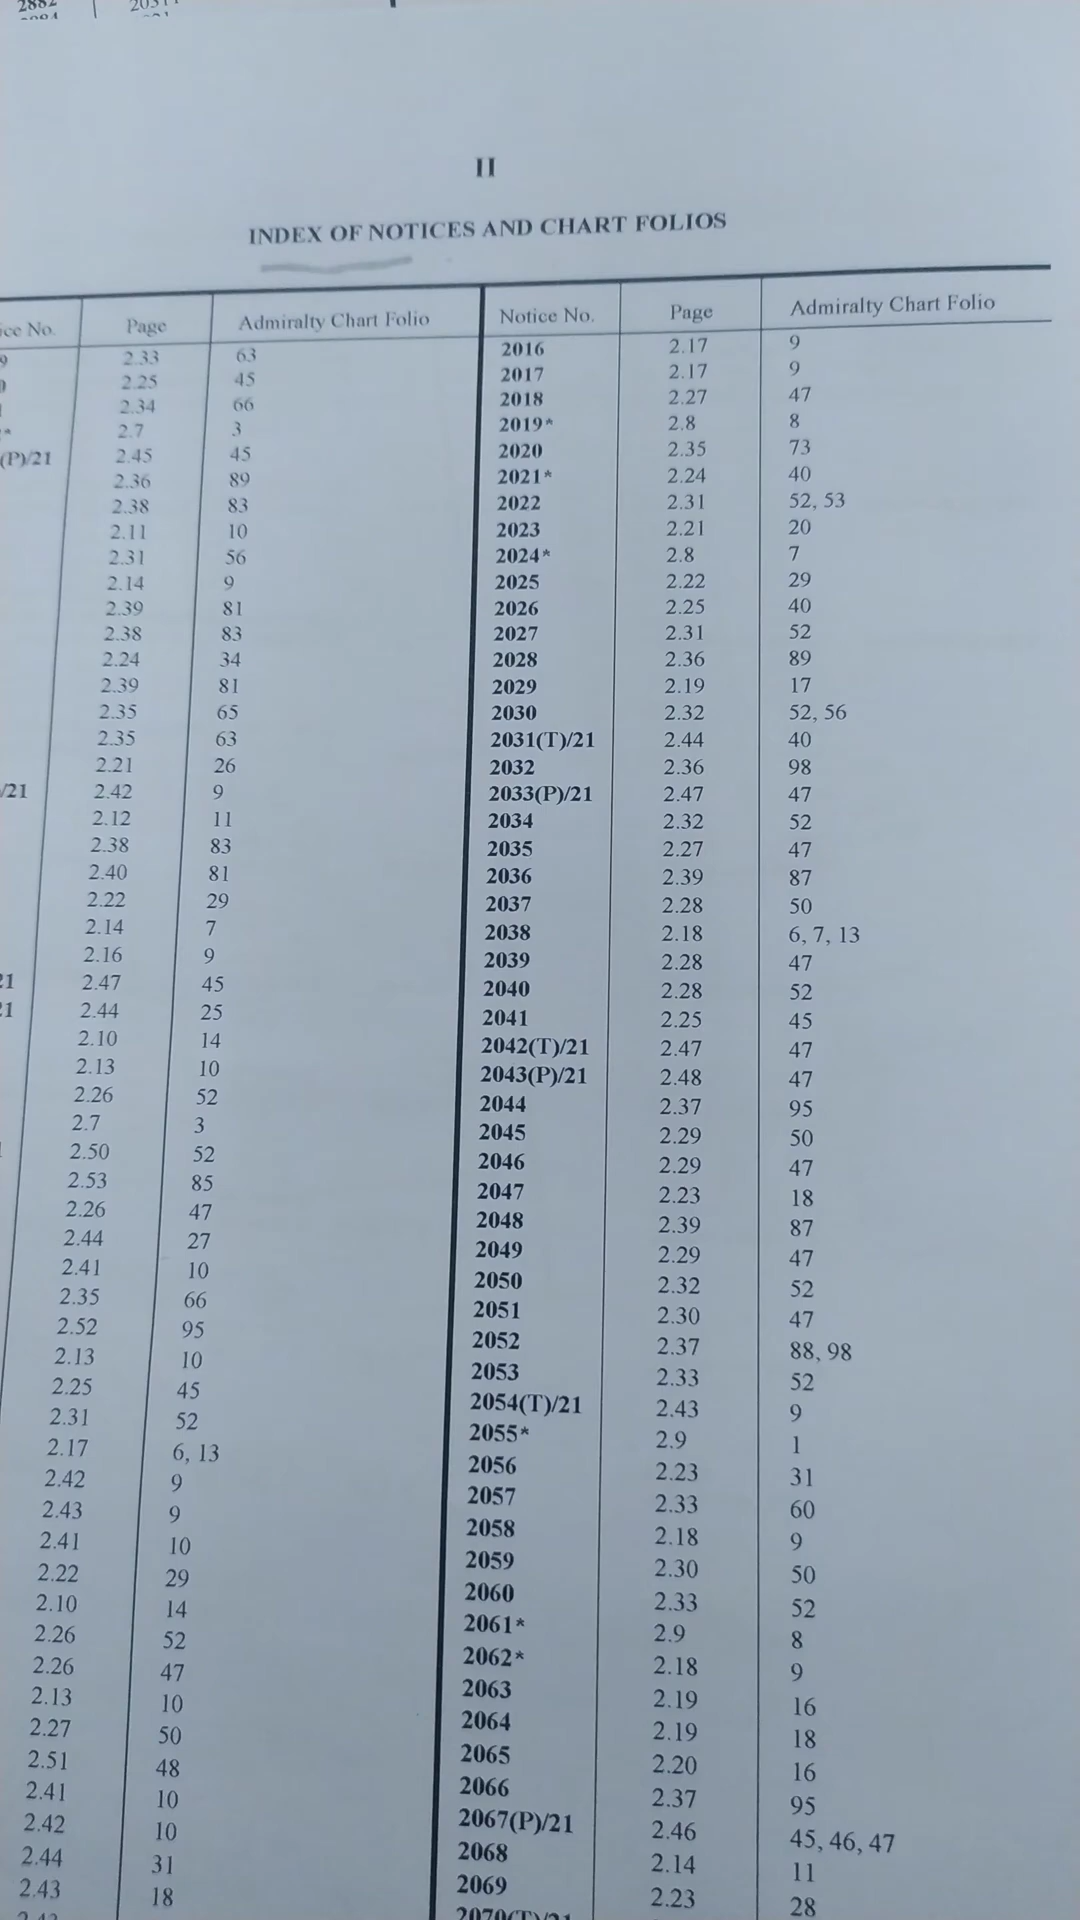 2882 2031
II
INDEX OF NOTICES AND CHART FOLIOS
ice No. Page Admiralty Chart Folio Notice No. Page Admiralty Chart Folio
9 2.33 63 2016 2.17 9
2.25 45 2017 2.17 9
2.34 66 2018 2.27 47
* 2.7 3 2019* 2.8 8
(P)/21 2.45 45 2020 2.35 73
2.36 89 2021* 2.24 40
2.38 83 2022 2.31 52, 53
2.11 10 2023 2.21 20
2.31 56 2024* 2.8 7
2.14 9 2025 2.22 29
2.39 81 2026 2.25 40
2.38 83 2027 2.31 52
2.24 34 2028 2.36 89
2.39 81 2029 2.19 17
2.35 65 2030 2.32 52, 56
2.35 63 2031(T)/21 2.44 40
2.21 26 2032 2.36 98
/21 2.42 9 2033(P)/21 2.47 47
2.12 11 2034 2.32 52
2.38 83 2035 2.27 47
2.40 81 2036 2.39 87
2.22 29 2037 2.28 50
2.14 7 2038 2.18 6, 7, 13
2.16 9 2039 2.28 47
21 2.47 45 2040 2.28 52
21 2.44 25 2041 2.25 45
2.10 14 2042(T)/21 2.47 47
2.13 10 2043(P)/21 2.48 47
2.26 52 2044 2.37 95
2.7 3 2045 2.29 50
2.50 52 2046 2.29 47
2.53 85 2047 2.23 18
2.26 47 2048 2.39 87
2.44 27 2049 2.29 47
2.41 10 2050 2.32 52
2.35 66 2051 2.30 47
2.52 95 2052 2.37 88, 98
2.13 10 2053 2.33 52
2.25 45 2054(T)/21 2.43 9
2.31 52 2055* 2.9 1
2.17 6, 13 2056 2.23 31
2.42 9 2057 2.33 60
2.43 9 2058 2.18 9
2.41 10 2059 2.30 50
2.22 29 2060 2.33 52
2.10 14 2061* 2.9 8
2.26 52 2062* 2.18 9
2.26 47 2063 2.19 16
2.13 10 2064 2.19 18
2.27 50 2065 2.20 16
2.51 48 2066 2.37 95
2.41 10 2067(P)/21 2.46 45, 46, 47
2.42 10 2068 2.14 11
2.44 31 2069 2.23 28
2.43 18 2070(T)/21